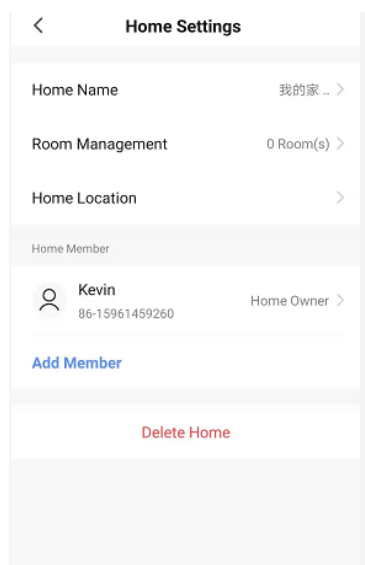 Home Settings
Home Name 我的家 ..
Room Management 0 Room(s)
Home Location
Home Member
Kevin
86-15961459260
Home Owner
Add Member
Delete Home